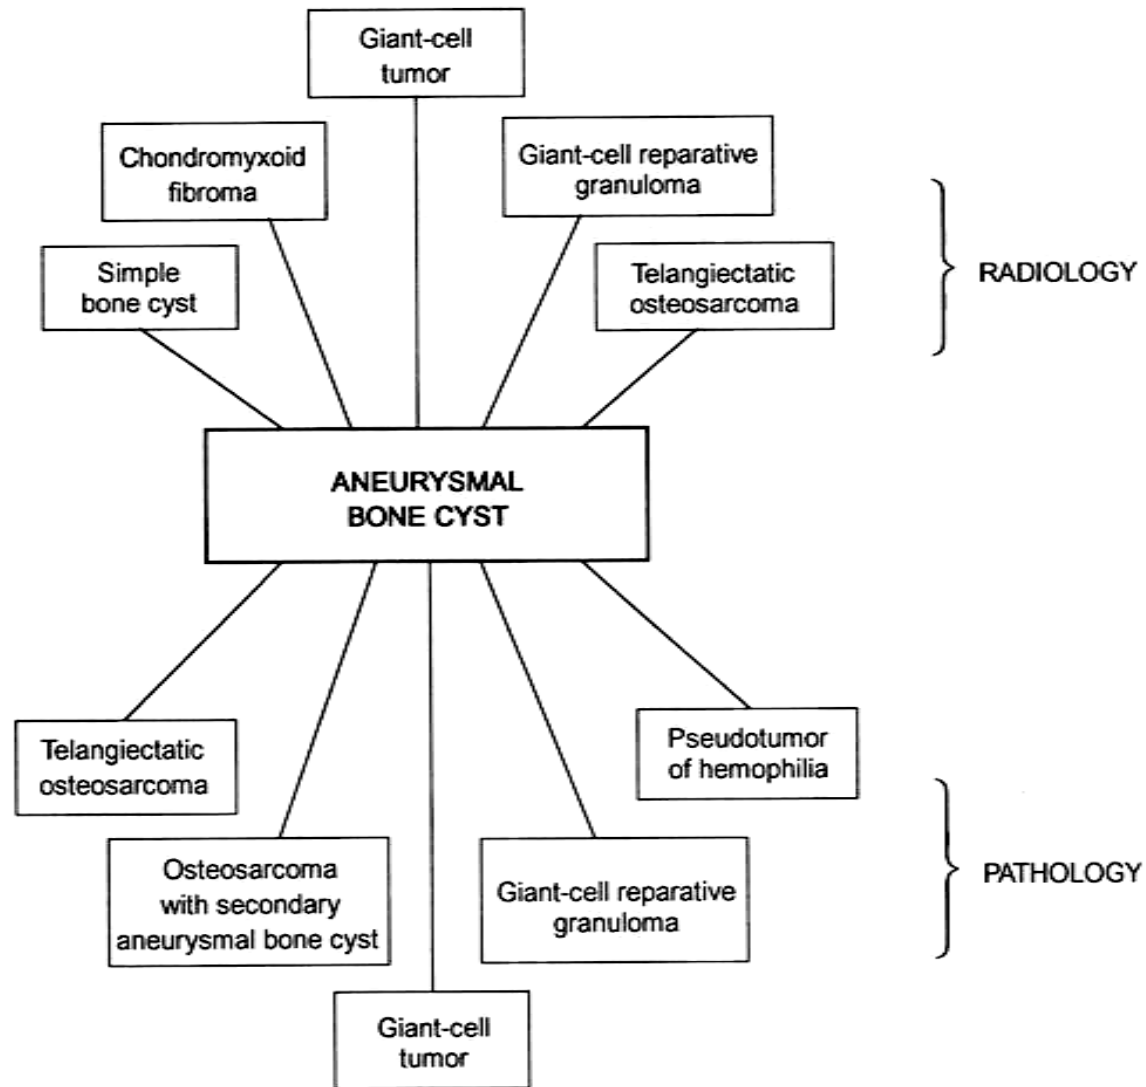 Giant-cell
tumor
Chondromyxoid
fibroma
Giant-cell reparative
granuloma
Simple
bone cyst
Telangiectatic
osteosarcoma
RADIOLOGY
ANEURYSMAL
BONE CYST
Telangiectatic
osteosarcoma
Pseudotumor
of hemophilia
Osteosarcoma
with secondary
aneurysmal bone cyst
Giant-cell reparative
granuloma
PATHOLOGY
Giant-cell
tumor